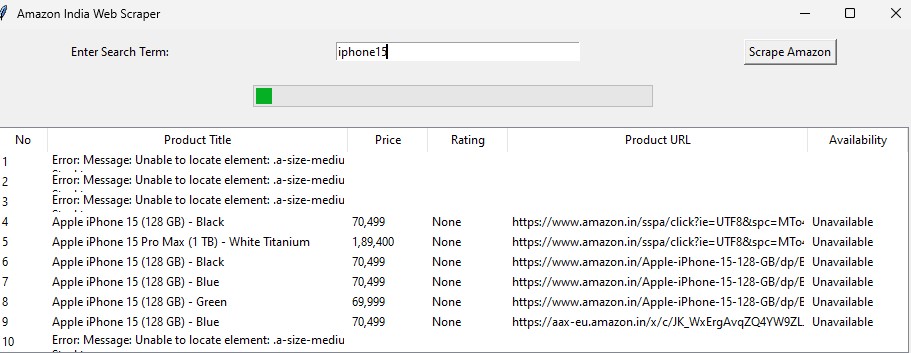 Amazon India Web Scraper
Enter Search Term: iphone15 Scrape Amazon
No Product Title Price Rating Product URL Availability
1 Error: Message: Unable to locate element: .a-size-mediu
2 Error: Message: Unable to locate element: .a-size-mediu
3 Error: Message: Unable to locate element: .a-size-mediu
4 Apple iPhone 15 (128 GB) - Black 70,499 None https://www.amazon.in/sspa/click?ie=UTF8&spc=MTo Unavailable
5 Apple iPhone 15 Pro Max (1 TB) - White Titanium 1,89,400 None https://www.amazon.in/sspa/click?ie=UTF8&spc=MTo Unavailable
6 Apple iPhone 15 (128 GB) - Black 70,499 None https://www.amazon.in/Apple-iPhone-15-128-GB/dp/ Unavailable
7 Apple iPhone 15 (128 GB) - Blue 70,499 None https://www.amazon.in/Apple-iPhone-15-128-GB/dp/ Unavailable
8 Apple iPhone 15 (128 GB) - Green 69,999 None https://www.amazon.in/Apple-iPhone-15-128-GB/dp/ Unavailable
9 Apple iPhone 15 (128 GB) - Blue 70,499 None https://aax-eu.amazon.in/x/c/JK_WxErgAvqZQ4YW9ZL Unavailable
10 Error: Message: Unable to locate element: .a-size-mediu